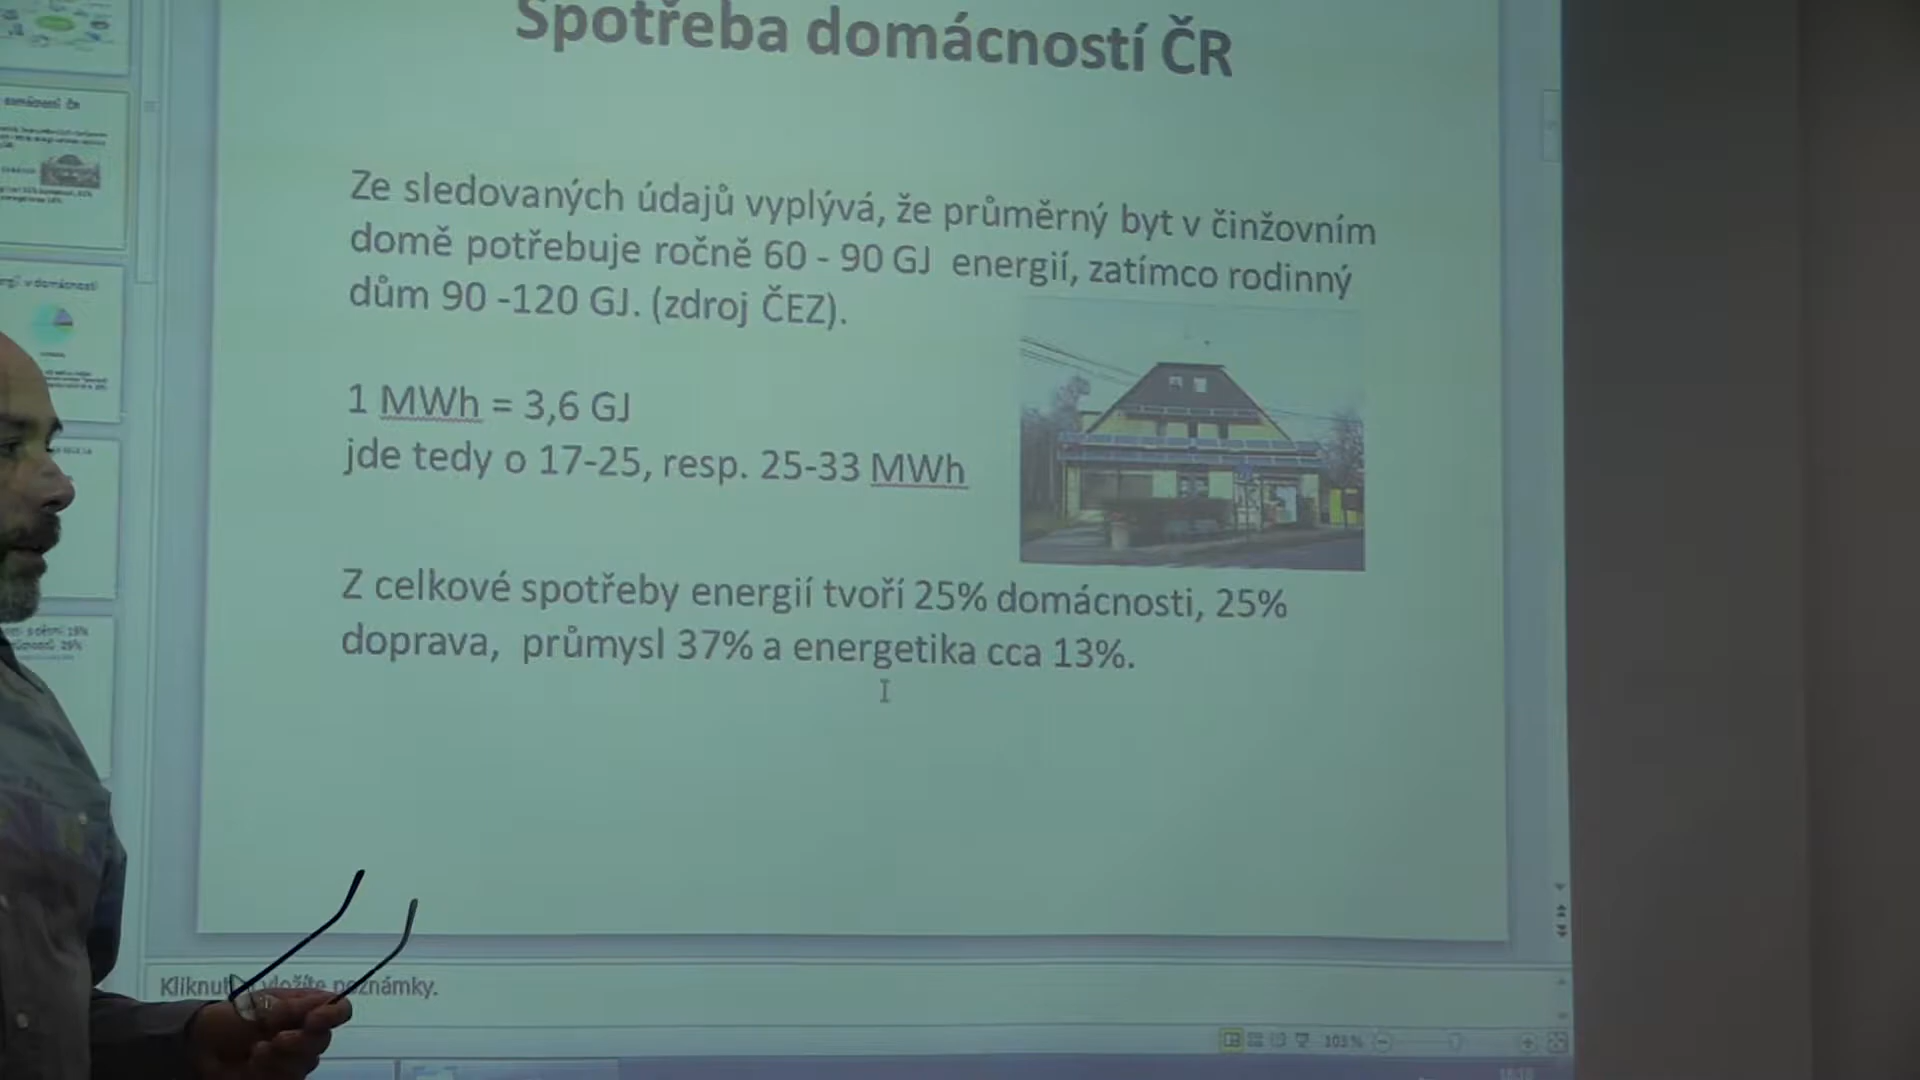 Spotřeba domácností ČR
Ze sledovaných údajů vyplývá, že průměrný byt v činžovním
domě potřebuje ročně 60 - 90 GJ energií, zatímco rodinný
dům 90 -120 GJ. (zdroj ČEZ).
1 MWh = 3,6 GJ
jde tedy o 17-25, resp. 25-33 MWh
Z celkové spotřeby energií tvoří 25% domácnosti, 25%
doprava, průmysl 37% a energetika cca 13%.
vložíte poznámky.
103 %